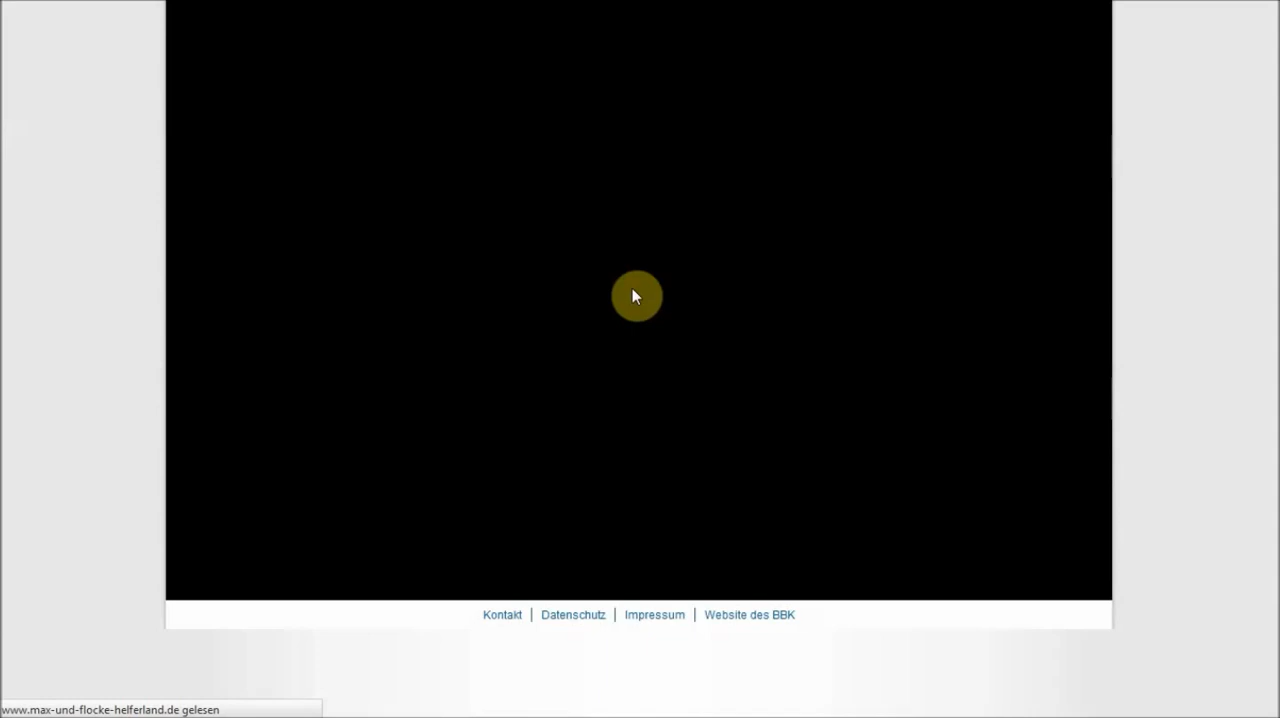 Kontakt | Datenschutz | Impressum | Website des BBK
www.max-und-flocke-helferland.de gelesen